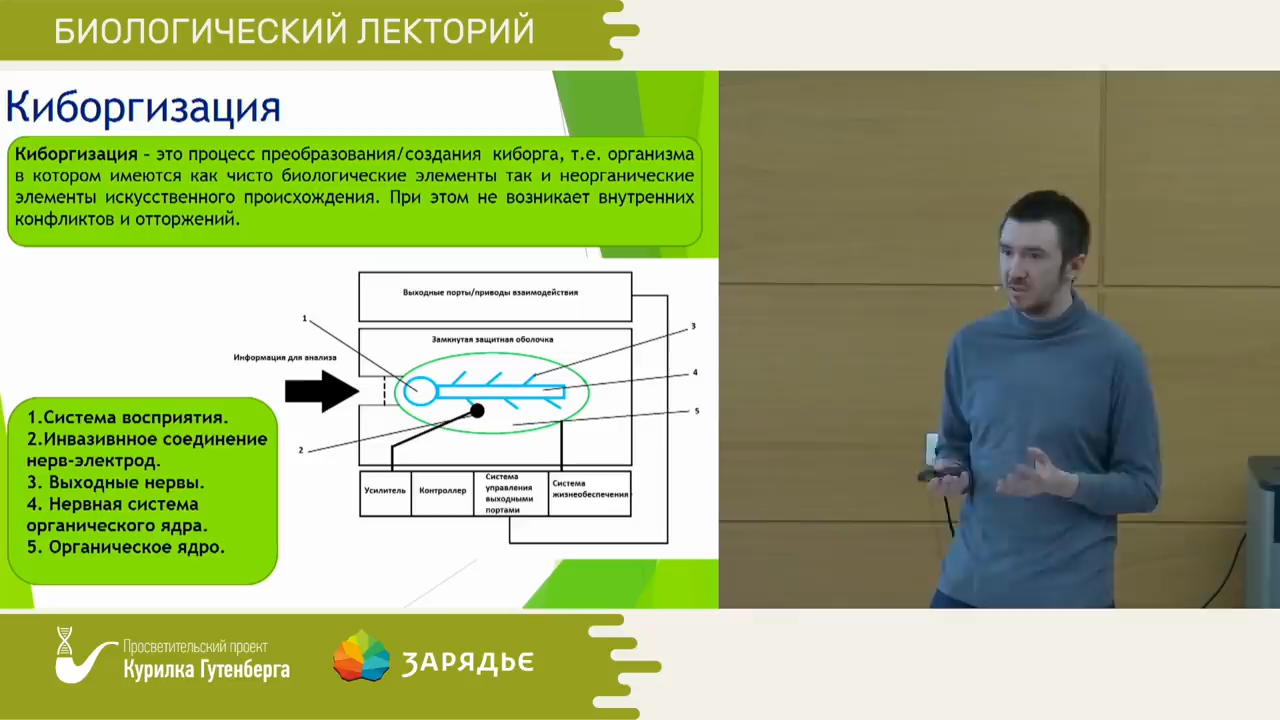 БИОЛОГИЧЕСКИЙ ЛЕКТОРИЙ
Киборгизация
Киборгизация – это процесс преобразования/создания киборга, т.е. организма
в котором имеются как чисто биологические элементы так и неорганические
элементы искусственного происхождения. При этом не возникает внутренних
конфликтов и отторжений.
Выходные порты/приводы взаимодействия
1
3
Замкнутая защитная оболочка
Информация для анализа
4
5
2
1.Система восприятия.
2.Инвазивнное соединение
нерв-электрод.
3. Выходные нервы.
4. Нервная система
органического ядра.
5. Органическое ядро.
Усилитель
Контроллер
Система
управления
выходными
портами
Система
жизнеобеспечения
Просветительский проект
Курилка Гутенберга
ЗАРЯДЬЕ